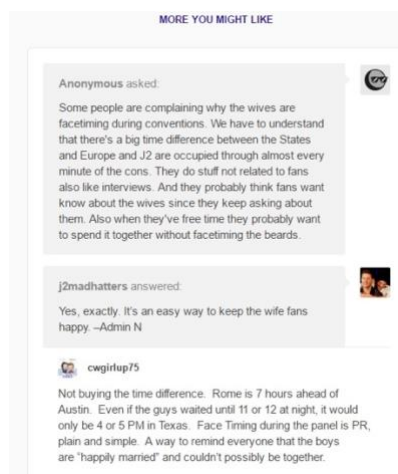 MORE YOU MIGHT LIKE
Anonymous asked:
Some people are complaining why the wives are
facetiming during conventions. We have to understand
that there's a big time difference between the States
and Europe and J2 are occupied through almost every
minute of the cons. They do stuff not related to fans
also like interviews. And they probably think fans want
know about the wives since they keep asking about
them. Also when they've free time they probably want
to spend it together without facetiming the beards.
j2madhatters answered:
Yes, exactly. It's an easy way to keep the wife fans
happy. –Admin N
cwgirlup75
Not buying the time difference. Rome is 7 hours ahead of
Austin. Even if the guys waited until 11 or 12 at night, it would
only be 4 or 5 PM in Texas. Face Timing during the panel is PR,
plain and simple. A way to remind everyone that the boys
are "happily married" and couldn't possibly be together.